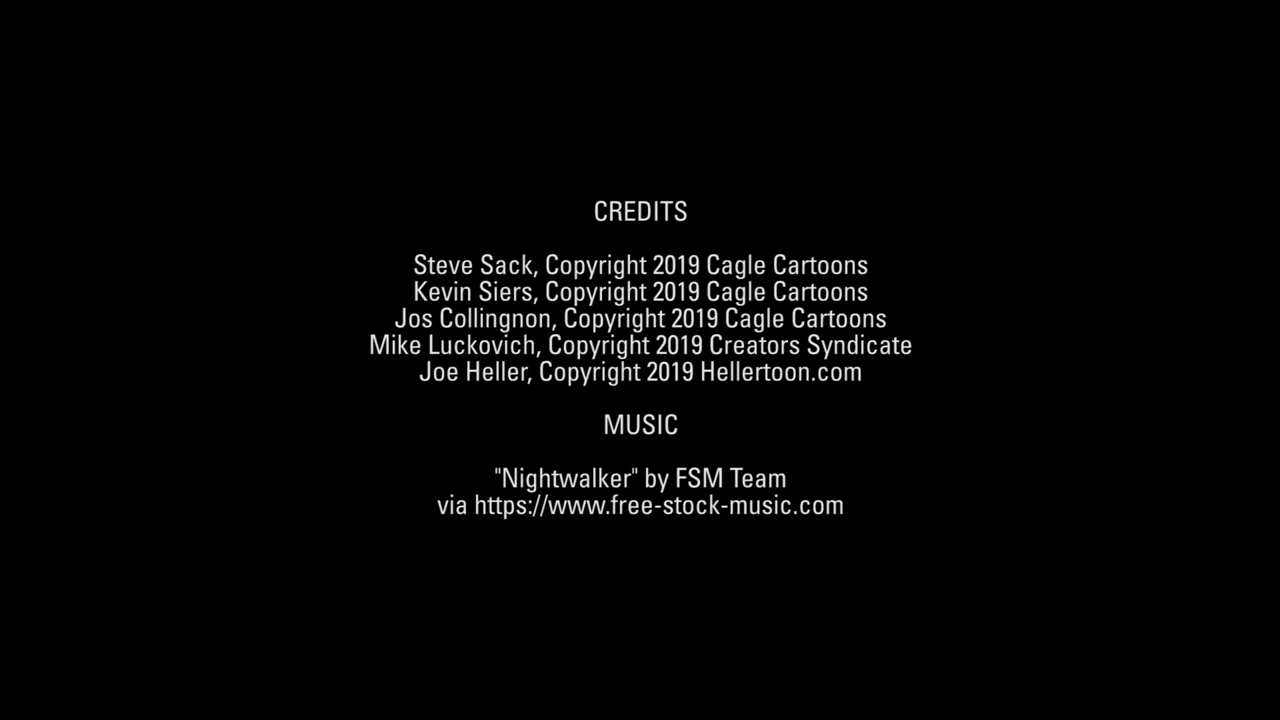 CREDITS
Steve Sack, Copyright 2019 Cagle Cartoons
Kevin Siers, Copyright 2019 Cagle Cartoons
Jos Collingnon, Copyright 2019 Cagle Cartoons
Mike Luckovich, Copyright 2019 Creators Syndicate
Joe Heller, Copyright 2019 Hellertoon.com
MUSIC
"Nightwalker" by FSM Team
via https://www.free-stock-music.com